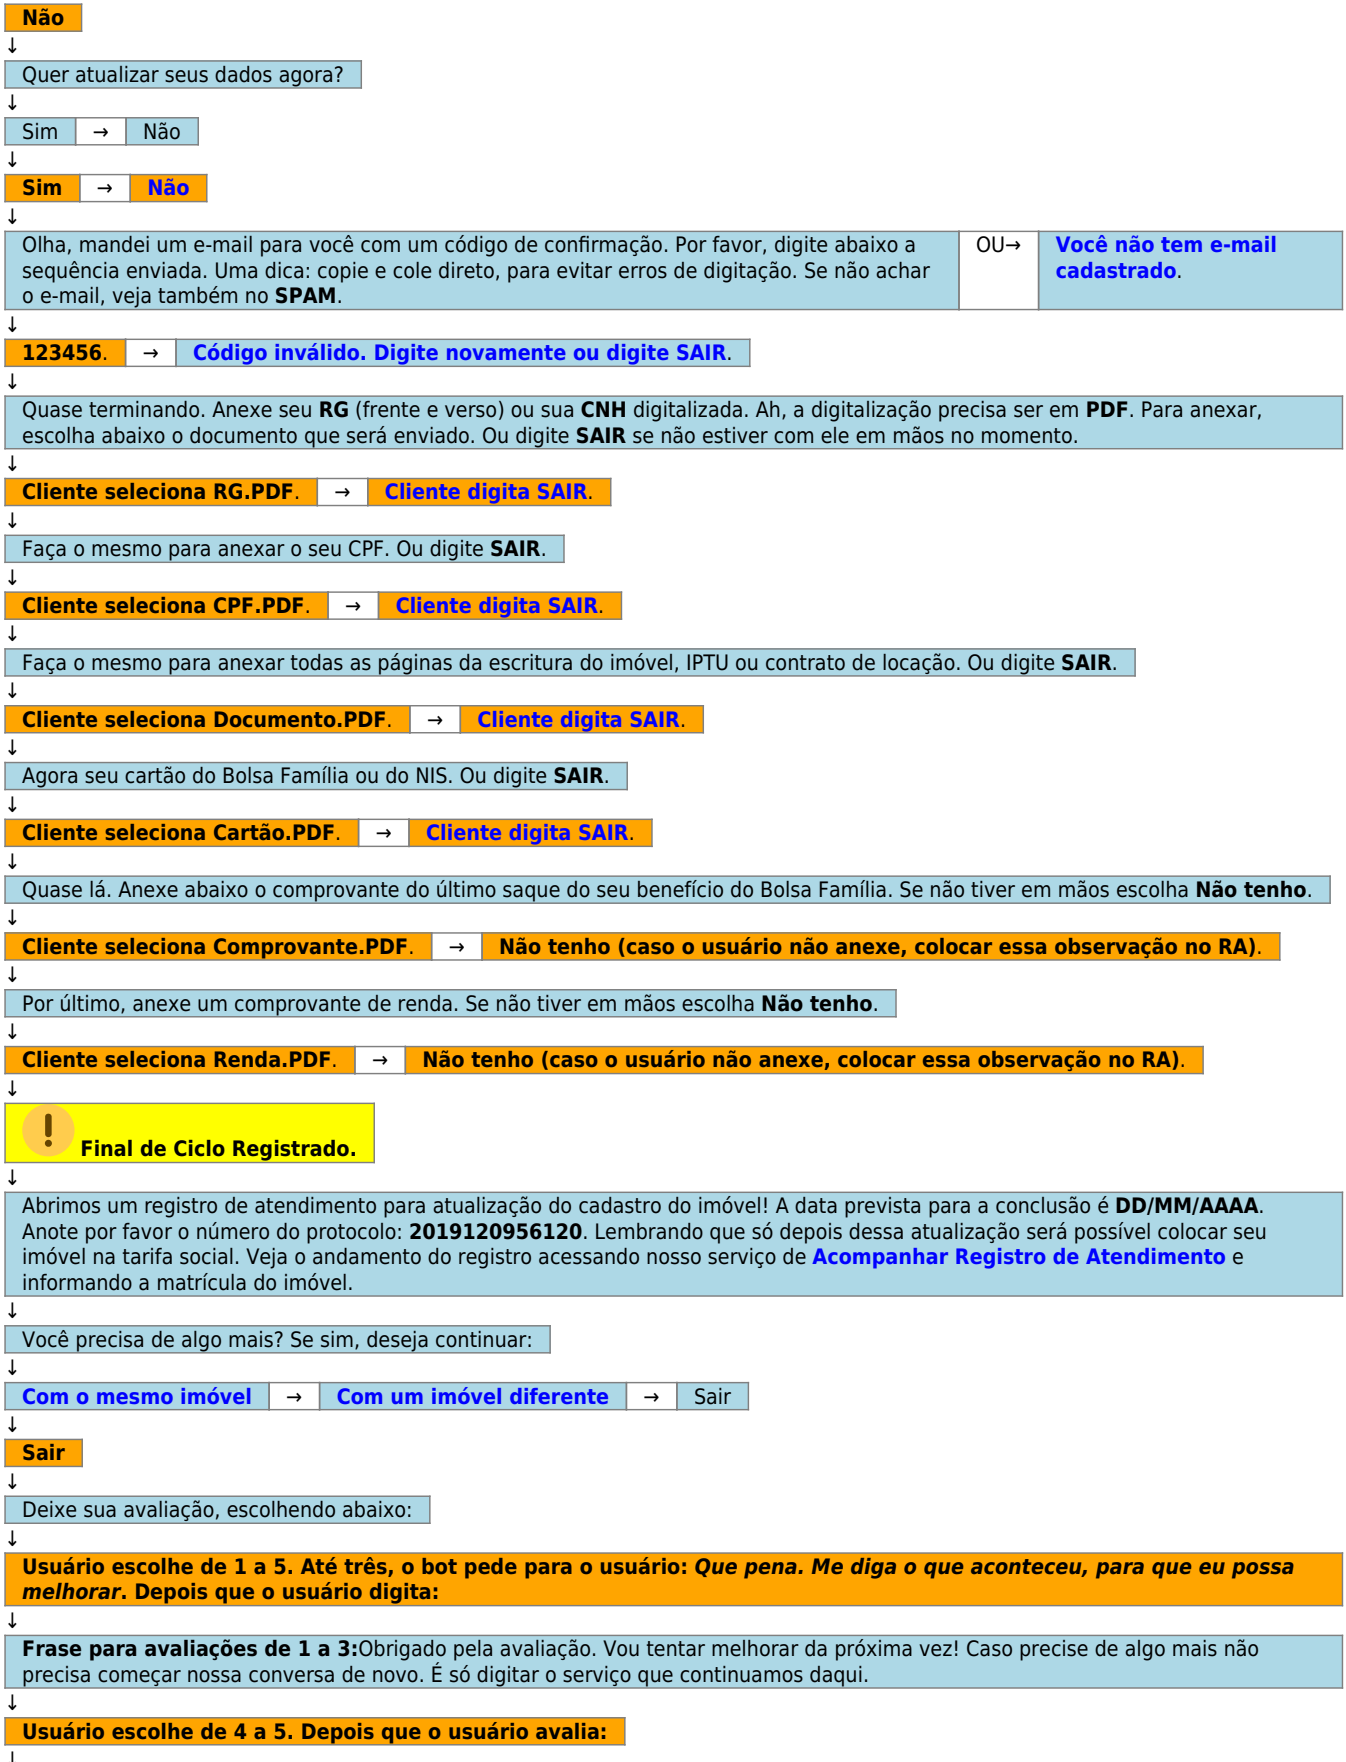 Não
↓
Quer atualizar seus dados agora?
↓
Sim → Não
↓
Sim → Não
↓
Olha, mandei um e-mail para você com um código de confirmação. Por favor, digite abaixo a
sequência enviada. Uma dica: copie e cole direto, para evitar erros de digitação. Se não achar
o e-mail, veja também no SPAM.
OU→
Você não tem e-mail
cadastrado.
↓
123456. → Código inválido. Digite novamente ou digite SAIR.
↓
Quase terminando. Anexe seu RG (frente e verso) ou sua CNH digitalizada. Ah, a digitalização precisa ser em PDF. Para anexar,
escolha abaixo o documento que será enviado. Ou digite SAIR se não estiver com ele em mãos no momento.
↓
Cliente seleciona RG.PDF. → Cliente digita SAIR.
↓
Faça o mesmo para anexar o seu CPF. Ou digite SAIR.
↓
Cliente seleciona CPF.PDF. → Cliente digita SAIR.
↓
Faça o mesmo para anexar todas as páginas da escritura do imóvel, IPTU ou contrato de locação. Ou digite SAIR.
↓
Cliente seleciona Documento.PDF. → Cliente digita SAIR.
↓
Agora seu cartão do Bolsa Família ou do NIS. Ou digite SAIR.
↓
Cliente seleciona Cartão.PDF. → Cliente digita SAIR.
↓
Quase lá. Anexe abaixo o comprovante do último saque do seu benefício do Bolsa Família. Se não tiver em mãos escolha Não tenho.
↓
Cliente seleciona Comprovante.PDF. → Não tenho (caso o usuário não anexe, colocar essa observação no RA).
↓
Por último, anexe um comprovante de renda. Se não tiver em mãos escolha Não tenho.
↓
Cliente seleciona Renda.PDF. → Não tenho (caso o usuário não anexe, colocar essa observação no RA).
↓
Final de Ciclo Registrado.
↓
Abrimos um registro de atendimento para atualização do cadastro do imóvel! A data prevista para a conclusão é DD/MM/AAAA.
Anote por favor o número do protocolo: 2019120956120. Lembrando que só depois dessa atualização será possível colocar seu
imóvel na tarifa social. Veja o andamento do registro acessando nosso serviço de Acompanhar Registro de Atendimento e
informando a matrícula do imóvel.
↓
Você precisa de algo mais? Se sim, deseja continuar:
↓
Com o mesmo imóvel → Com um imóvel diferente → Sair
↓
Sair
↓
Deixe sua avaliação, escolhendo abaixo:
↓
Usuário escolhe de 1 a 5. Até três, o bot pede para o usuário: Que pena. Me diga o que aconteceu, para que eu possa
melhorar. Depois que o usuário digita:
↓
Frase para avaliações de 1 a 3:Obrigado pela avaliação. Vou tentar melhorar da próxima vez! Caso precise de algo mais não
precisa começar nossa conversa de novo. É só digitar o serviço que continuamos daqui.
↓
Usuário escolhe de 4 a 5. Depois que o usuário avalia:
↓